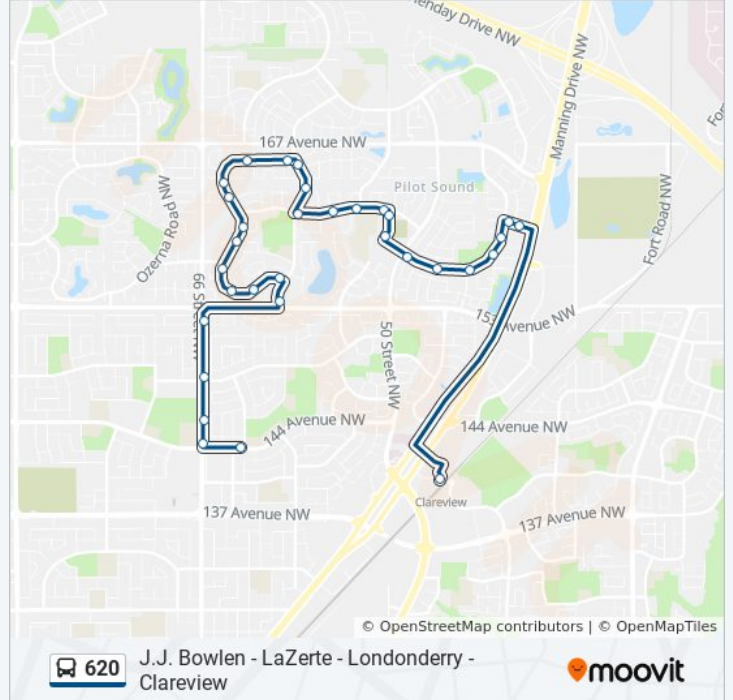 enday Drive NW
Manning Drive NW
For
167 Avenue NW
Pilot Sound
Ozerna Road NW
Fort Road NW
66 Street NW
153 Avenue NW
50 Street NW
144 Avenue NW
144 Avenue NW
Clareview
137 Avenue NW
137 Avenue NW
© OpenStreetMap contributors | © OpenMapTiles
620
J.J. Bowlen - LaZerte - Londonderry -
Clareview
moovit